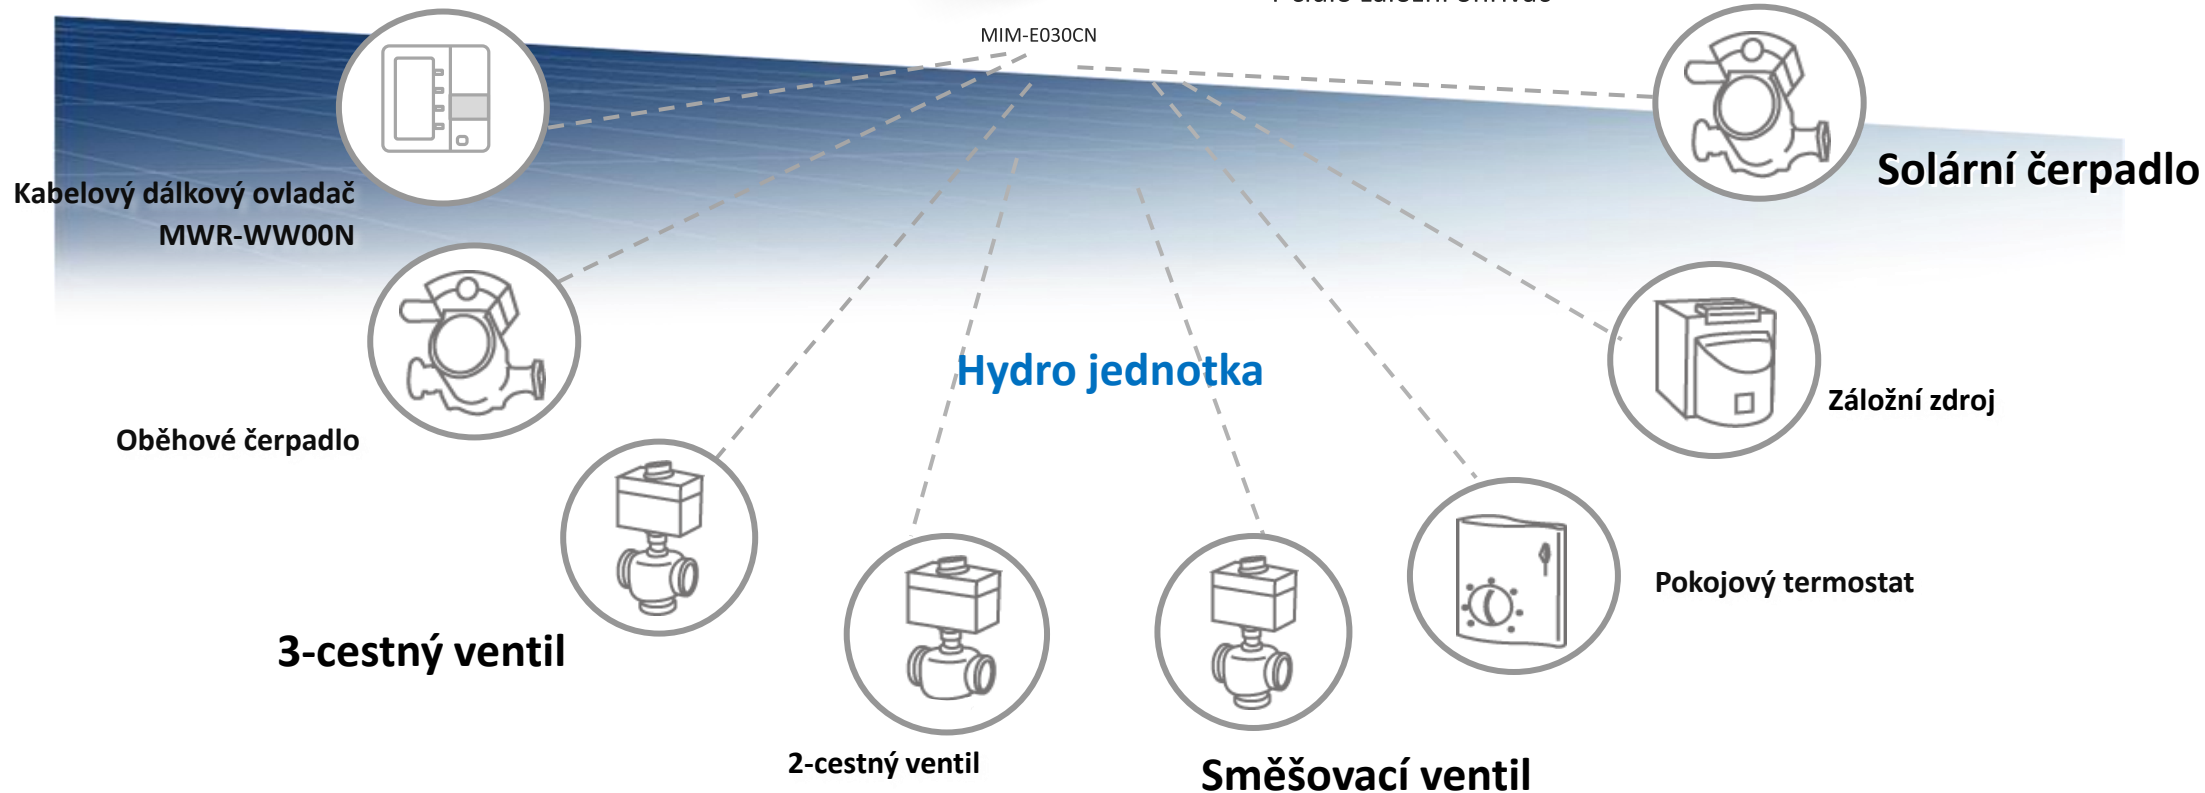 MIM-E030CN
Solární čerpadlo
Kabelový dálkový ovladač
MWR-WW00N
Hydro jednotka
Záložní zdroj
Oběhové čerpadlo
Pokojový termostat
3-cestný ventil
2-cestný ventil
Směšovací ventil